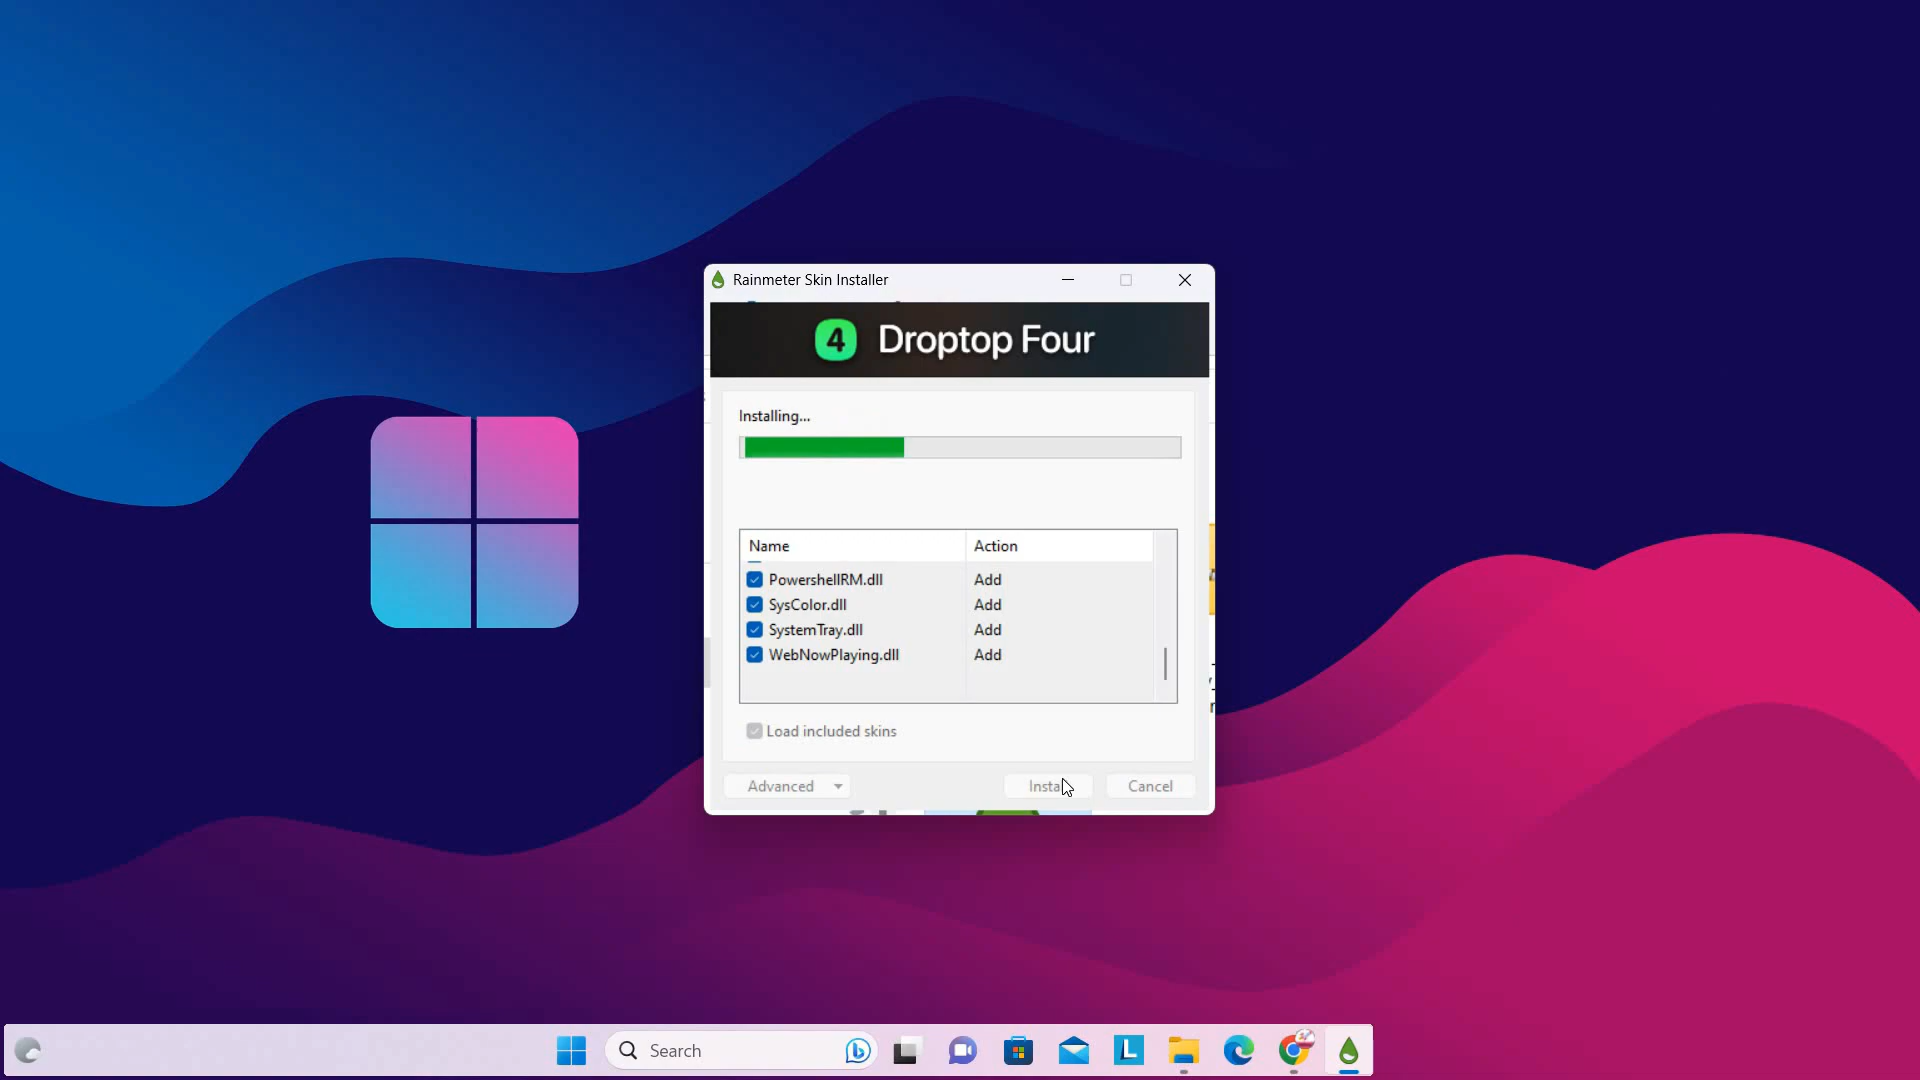 Rainmeter Skin Installer
4 Droptop Four
Installing...
Name Action
PowershellRM.dll Add
SysColor.dll Add
SystemTray.dll Add
WebNowPlaying.dll Add
Load included skins
Advanced Instal Cancel
Search
L